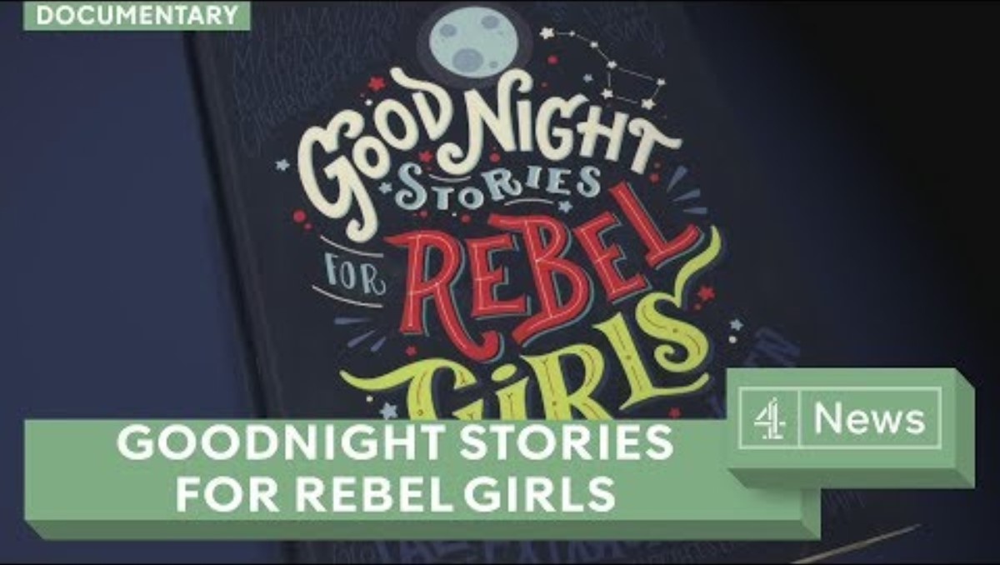 DOCUMENTARY
GOOD NIGHT
STORIES
FOR REBEL
GIRLS
GOODNIGHT STORIES
FOR REBEL GIRLS
4 News